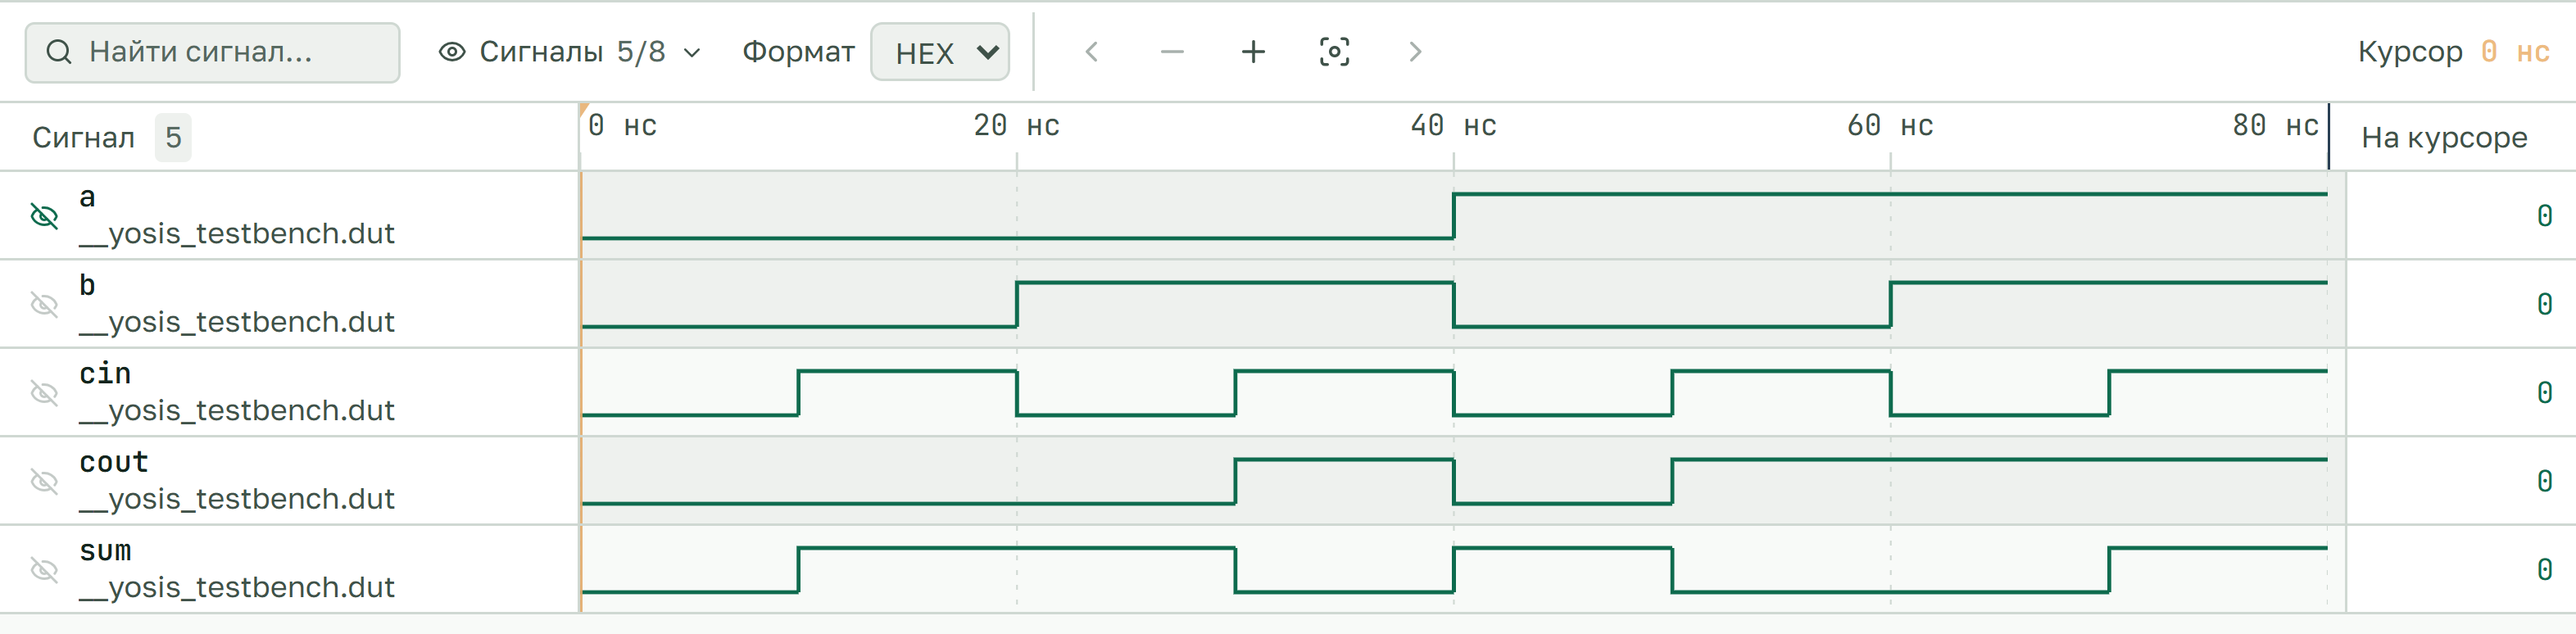 Найти сигнал...
Сигналы 5/8
Формат
HEX
Курсор 0 нс
Сигнал 5
0 нс
20 нс
40 нс
60 нс
80 нс
На курсоре
a
__yosis_testbench.dut
0
b
__yosis_testbench.dut
0
cin
__yosis_testbench.dut
0
cout
__yosis_testbench.dut
0
sum
__yosis_testbench.dut
0